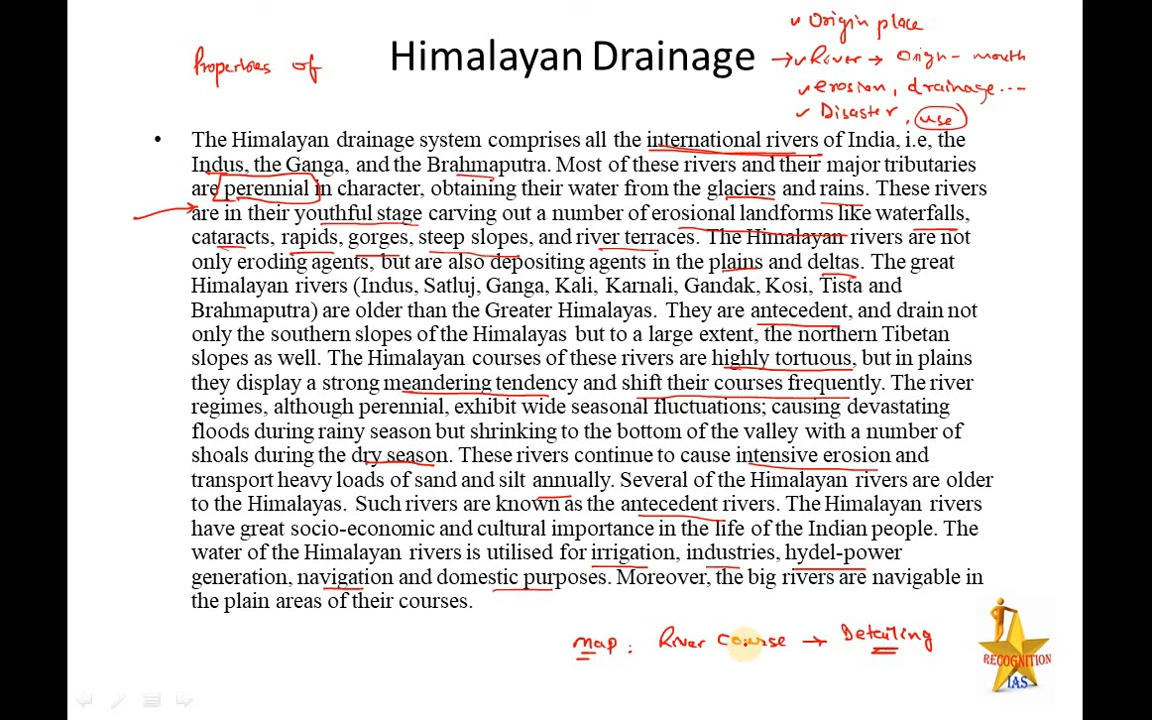 ✓ Origin place
Properties of Himalayan Drainage → ✓ River → Origin - mouth
✓ erosion, drainage...
✓ Disaster, use
• The Himalayan drainage system comprises all the international rivers of India, i.e, the
Indus, the Ganga, and the Brahmaputra. Most of these rivers and their major tributaries
are perennial in character, obtaining their water from the glaciers and rains. These rivers
are in their youthful stage carving out a number of erosional landforms like waterfalls,
cataracts, rapids, gorges, steep slopes, and river terraces. The Himalayan rivers are not
only eroding agents, but are also depositing agents in the plains and deltas. The great
Himalayan rivers (Indus, Satluj, Ganga, Kali, Karnali, Gandak, Kosi, Tista and
Brahmaputra) are older than the Greater Himalayas. They are antecedent, and drain not
only the southern slopes of the Himalayas but to a large extent, the northern Tibetan
slopes as well. The Himalayan courses of these rivers are highly tortuous, but in plains
they display a strong meandering tendency and shift their courses frequently. The river
regimes, although perennial, exhibit wide seasonal fluctuations; causing devastating
floods during rainy season but shrinking to the bottom of the valley with a number of
shoals during the dry season. These rivers continue to cause intensive erosion and
transport heavy loads of sand and silt annually. Several of the Himalayan rivers are older
to the Himalayas. Such rivers are known as the antecedent rivers. The Himalayan rivers
have great socio-economic and cultural importance in the life of the Indian people. The
water of the Himalayan rivers is utilised for irrigation, industries, hydel-power
generation, navigation and domestic purposes. Moreover, the big rivers are navigable in
the plain areas of their courses.
map: River course → Detailing
RECOGNITION
IAS